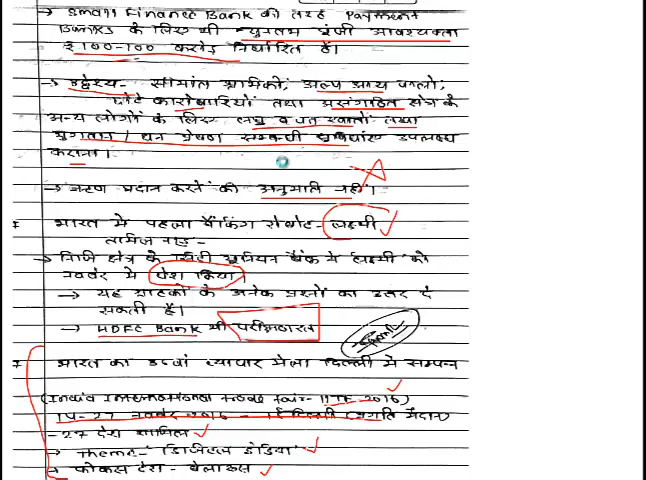 → Small Finance Bank की तरह Payment
Banks के लिए भी न्युनतम पूंजी आवश्यकता
₹100-100 करोड़ निर्धारित है।
→ उद्देश्य - सीमांत श्रमिकों, अल्प आय वालो,
छोटे कारोबारियों तथा असंगठित क्षेत्र के
अन्य लोगों के लिए लघु बचत खातों तथा
भुगतान / धन प्रेषण सम्बन्धी सुविधाएं उपलब्ध
कराना।
→ ऋण प्रदान करने की अनुमति नहीं।
भारत में पहला बैंकिंग रोबोट - लक्ष्मी
तमिल नाडु -
→ निजि क्षेत्र के सिटी यूनियन बैंक में लक्ष्मी को
नवंबर में पेश किया।
→ यह ग्राहकों के अनेक प्रश्नों का उत्तर दे
सकती है।
→ HDFC Bank भी परीक्षणरत
भारत का 36वां व्यापार मेला दिल्ली में सम्पन्न
(India International trade fair - IITF - 2016)
14-27 नवंबर 2016 - दिल्ली (प्रगति मैदान)
- 27 देश शामिल
→ Theme - 'डिजिटल इंडिया'
→ फोकस देश - बेलारूस